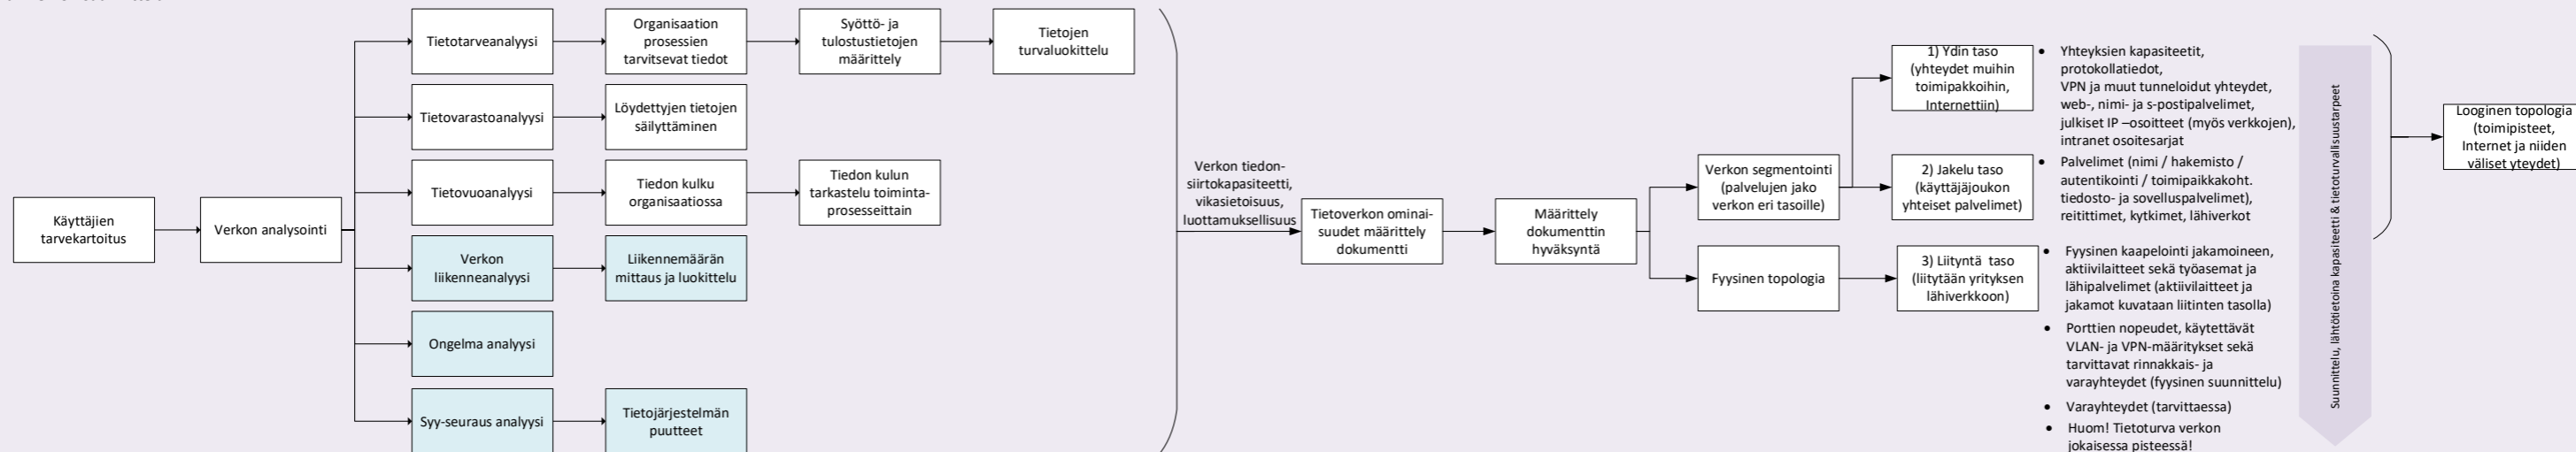 Käyttäjien
tarvekartoitus
Verkon analysointi
Tietotarveanalyysi
Organisaation
prosessien
tarvitsevat tiedot
Syöttö- ja
tulostustietojen
määrittely
Tietojen
turvaluokittelu
Tietovarastoanalyysi
Löydettyjen tietojen
säilyttäminen
Tietovuoanalyysi
Tiedon kulku
organisaatiossa
Tiedon kulun
tarkastelu toiminta-
prosesseittain
Verkon
liikenneanalyysi
Liikennemäärän
mittaus ja luokittelu
Ongelma analyysi
Syy-seuraus analyysi
Tietojärjestelmän
puutteet
Verkon tiedon-
siirtokapasiteetti,
vikasietoisuus,
luottamuksellisuus
Tietoverkon ominai-
suudet määrittely
dokumentti
Määrittely
dokumenttin
hyväksyntä
Verkon segmentointi
(palvelujen jako
verkon eri tasoille)
Fyysinen topologia
1) Ydin taso
(yhteydet muihin
toimipakkoihin,
Internettiin)
2) Jakelu taso
(käyttäjäjoukon
yhteiset palvelimet)
3) Liityntä taso
(liitytään yrityksen
lähiverkkoon)
• Yhteyksien kapasiteetit,
protokollatiedot,
VPN ja muut tunneloidut yhteydet,
web-, nimi- ja s-postipalvelimet,
julkiset IP –osoitteet (myös verkkojen),
intranet osoitesarjat
• Palvelimet (nimi / hakemisto /
autentikointi / toimipaikkakoht.
tiedosto- ja sovelluspalvelimet),
reitittimet, kytkimet, lähiverkot
• Fyysinen kaapelointi jakamoineen,
aktiivilaitteet sekä työasemat ja
lähipalvelimet (aktiivilaitteet ja
jakamot kuvataan liitinten tasolla)
• Porttien nopeudet, käytettävät
VLAN- ja VPN-määritykset sekä
tarvittavat rinnakkais- ja
varayhteydet (fyysinen suunnittelu)
• Varayhteydet (tarvittaessa)
• Huom! Tietoturva verkon
jokaisessa pisteessä!
Suunnittelu, lähtötietoina kapasiteetti & tietoturvallisuustarpeet
Looginen topologia
(toimipisteet,
Internet ja niiden
väliset yteydet)